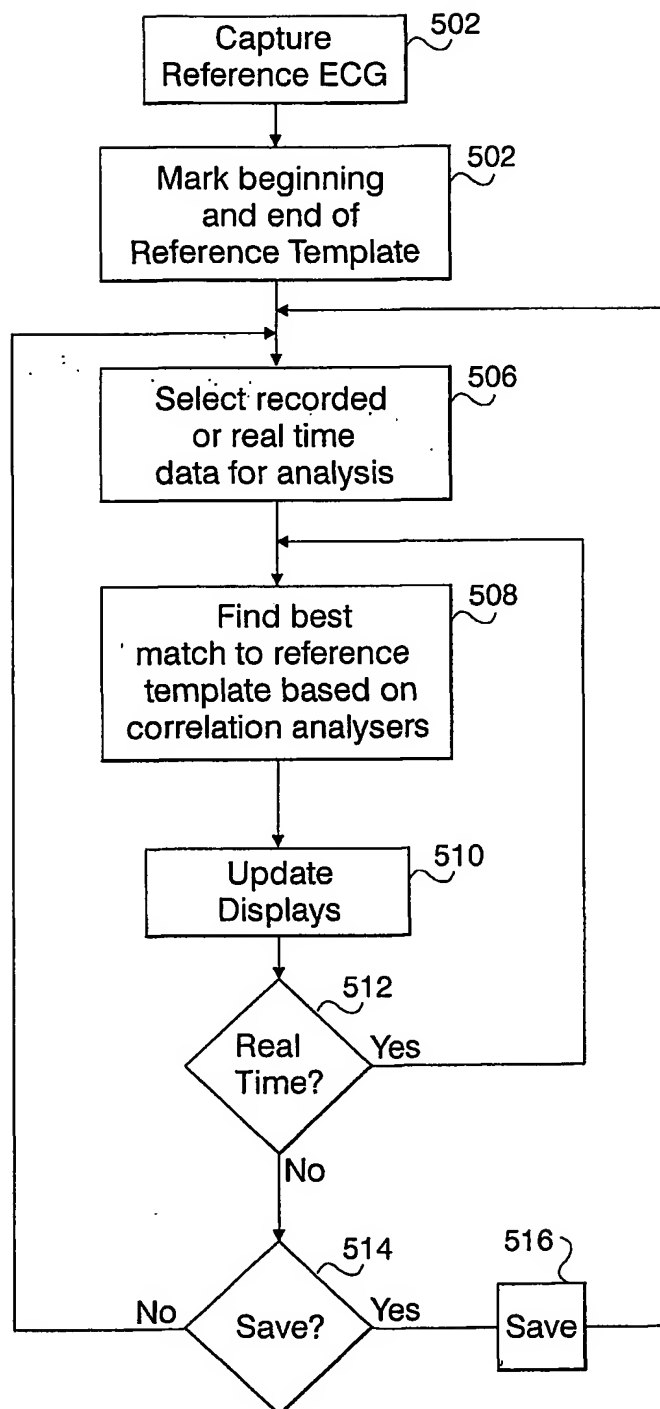 Capture
Reference ECG
502
Mark beginning
and end of
Reference Template
502
Select recorded
or real time
data for analysis
506
Find best
match to reference
template based on
correlation analysers
508
Update
Displays
510
Real
Time?
512
Yes
No
Save?
514
No
Yes
Save
516